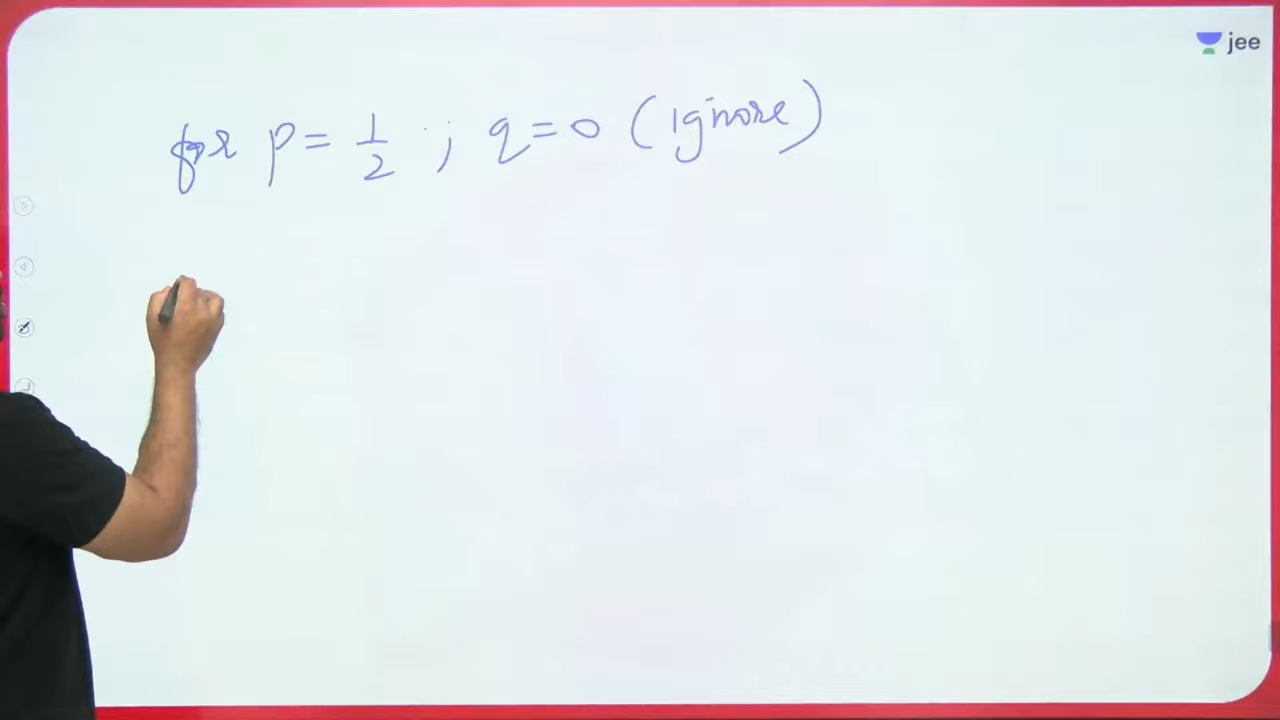 jee
for p = 1/2 ; q = 0 (ignore)